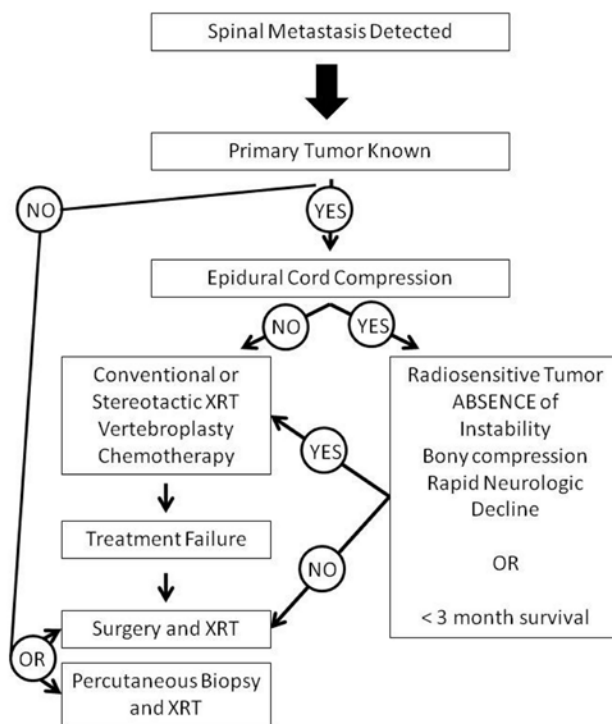 Spinal Metastasis Detected
Primary Tumor Known
NO
YES
Epidural Cord Compression
NO
YES
Conventional or
Stereotactic XRT
Vertebroplasty
Chemotherapy
Radiosensitive Tumor
ABSENCE of
Instability
Bony compression
Rapid Neurologic
Decline
OR
< 3 month survival
YES
NO
Treatment Failure
Surgery and XRT
OR
Percutaneous Biopsy
and XRT